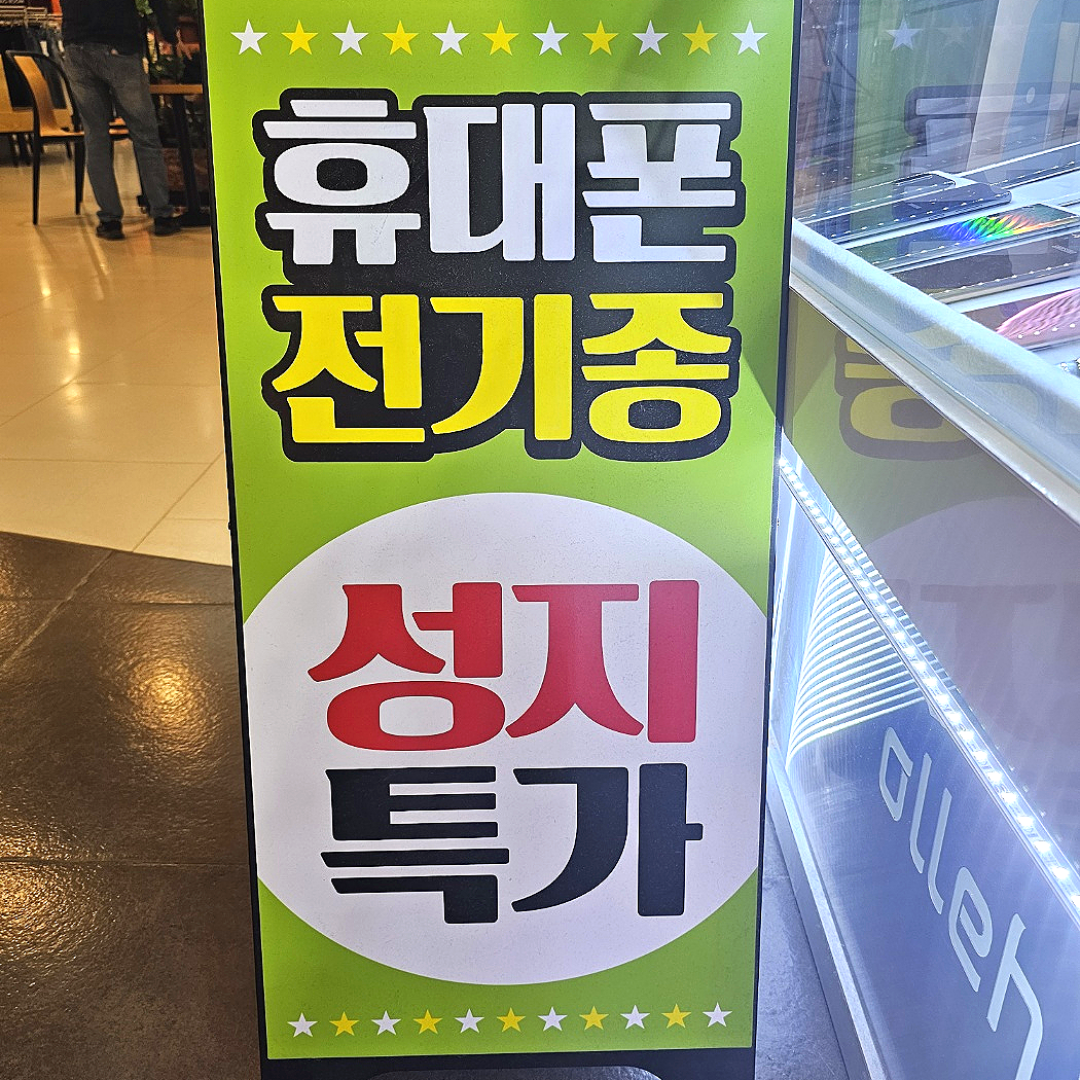 휴대폰
전기종
성지
특가
olleh